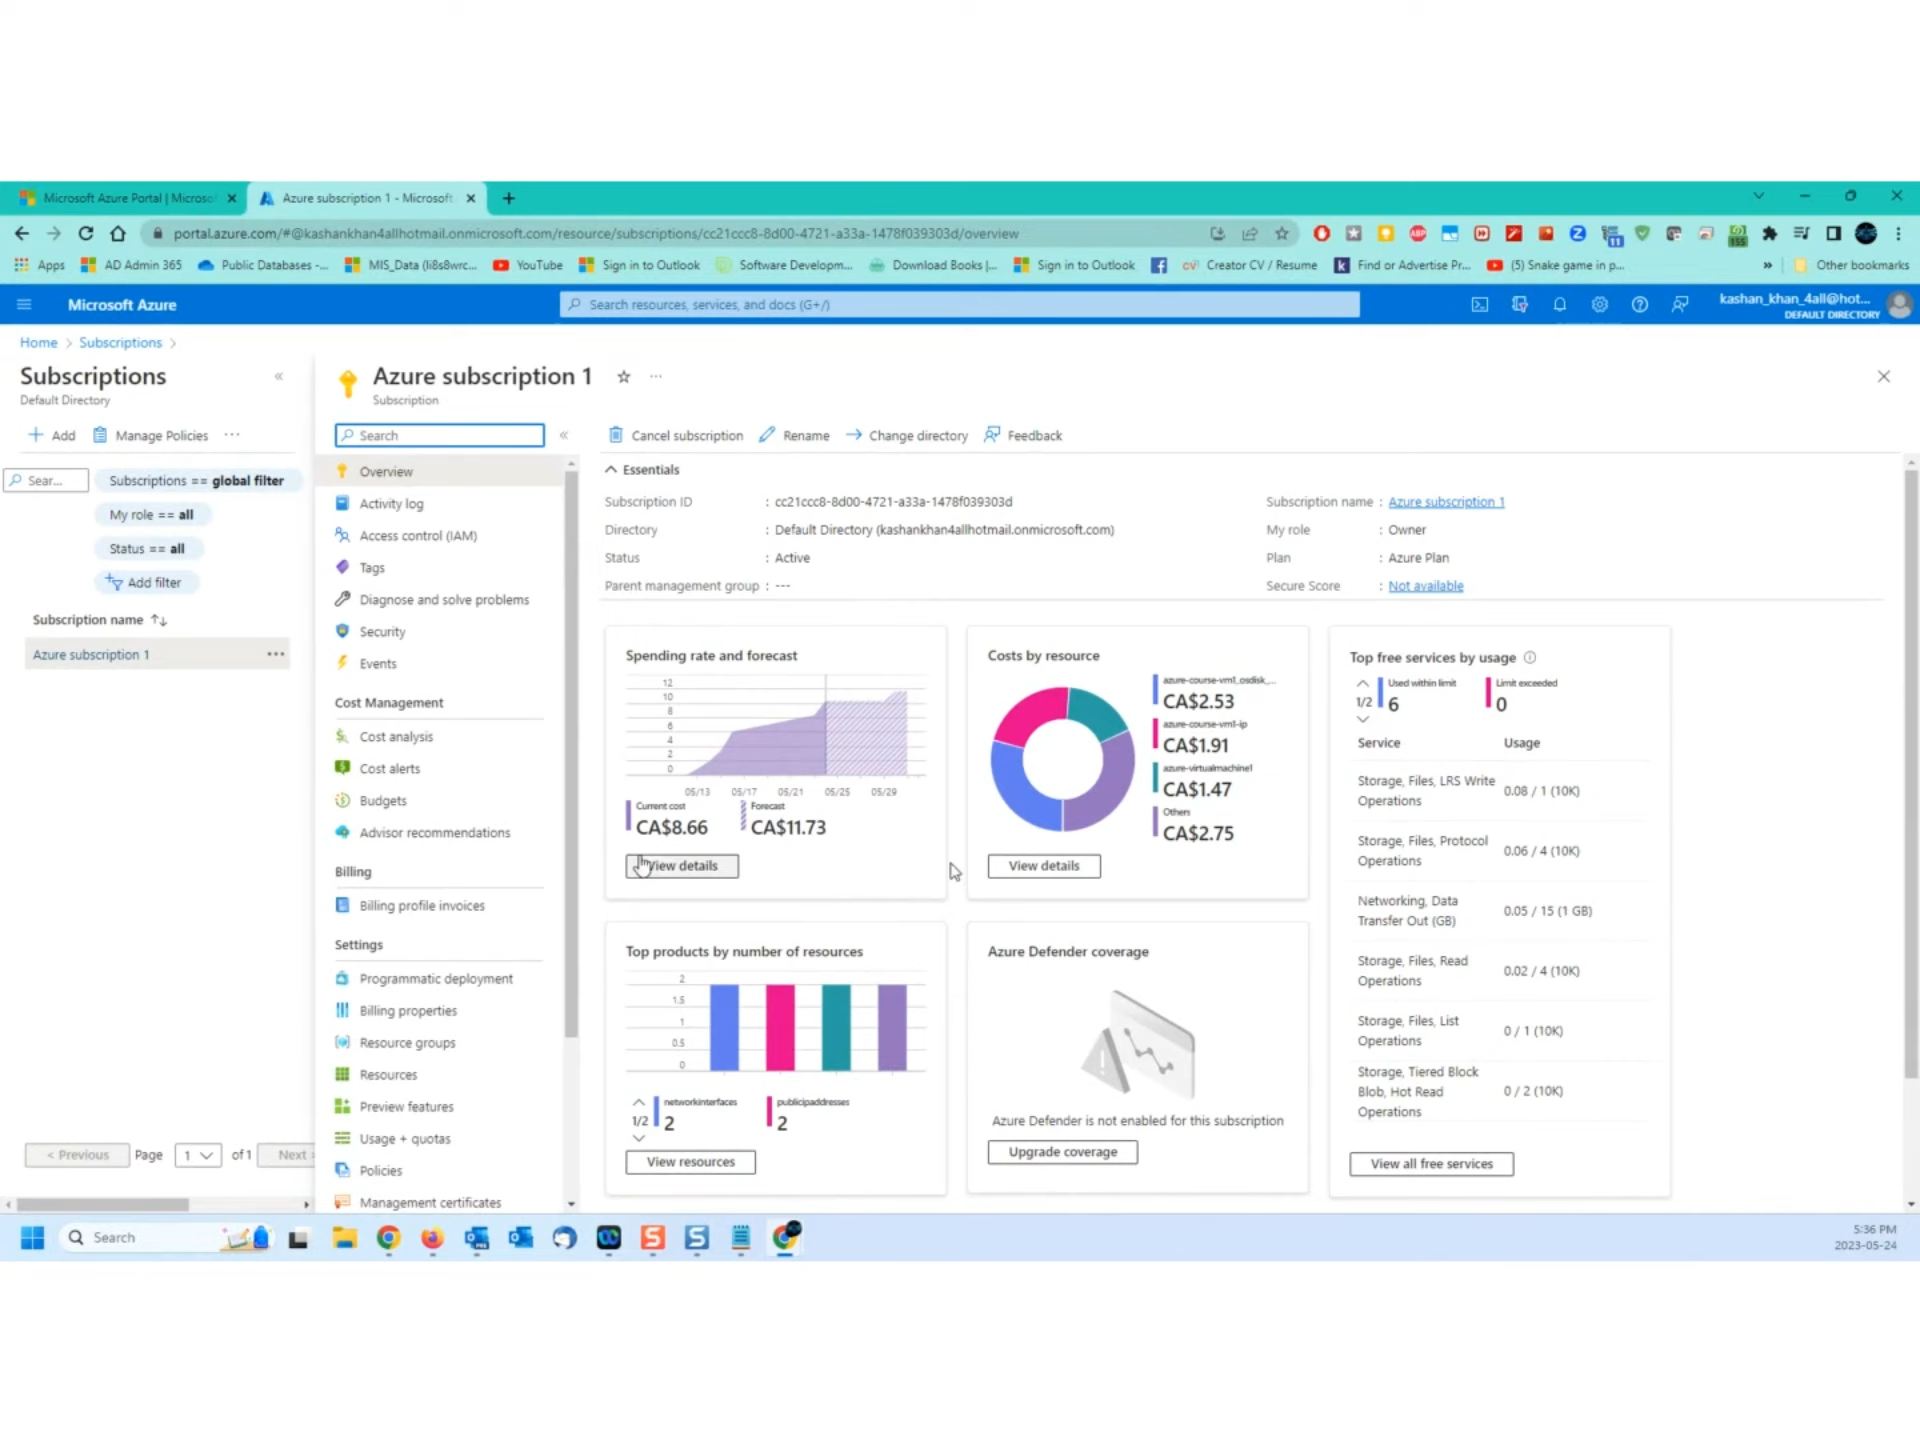 Microsoft Azure Portal | Microsof
Azure subscription 1 - Microsoft
portal.azure.com/#@kashankhan4allhotmail.onmicrosoft.com/resource/subscriptions/cc21ccc8-8d00-4721-a33a-1478f039303d/overview
ABP
11
155
Apps
AD Admin 365
Public Databases -...
MIS_Data (li8s8wrc...
YouTube
Sign in to Outlook
Software Developm...
Download Books |...
Sign in to Outlook
Creator CV / Resume
Find or Advertise Pr...
(5) Snake game in p...
»
Other bookmarks
Microsoft Azure
Search resources, services, and docs (G+/)
kashan_khan_4all@hot...
DEFAULT DIRECTORY
Home > Subscriptions >
Subscriptions
Default Directory
«
Add
Manage Policies
...
Sear...
Subscriptions == global filter
My role == all
Status == all
Add filter
Subscription name ↑↓
Azure subscription 1
...
< Previous
Page
1
of 1
Next >
Azure subscription 1
...
Subscription
Search
«
Overview
Activity log
Access control (IAM)
Tags
Diagnose and solve problems
Security
Events
Cost Management
Cost analysis
Cost alerts
Budgets
Advisor recommendations
Billing
Billing profile invoices
Settings
Programmatic deployment
Billing properties
Resource groups
Resources
Preview features
Usage + quotas
Policies
Management certificates
Cancel subscription
Rename
Change directory
Feedback
Essentials
Subscription ID : cc21ccc8-8d00-4721-a33a-1478f039303d
Directory : Default Directory (kashankhan4allhotmail.onmicrosoft.com)
Status : Active
Parent management group : ---
Subscription name : Azure subscription 1
My role : Owner
Plan : Azure Plan
Secure Score : Not available
Spending rate and forecast
12
10
8
6
4
2
0
05/13 05/17 05/21 05/25 05/29
Current cost
CA$8.66
Forecast
CA$11.73
View details
Costs by resource
azure-course-vm1_osdisk_...
CA$2.53
azure-course-vm1-ip
CA$1.91
azure-virtualmachine1
CA$1.47
Others
CA$2.75
View details
Top free services by usage
1/2
Used within limit
6
Limit exceeded
0
Service Usage
Storage, Files, LRS Write
Operations
0.08 / 1 (10K)
Storage, Files, Protocol
Operations
0.06 / 4 (10K)
Networking, Data
Transfer Out (GB)
0.05 / 15 (1 GB)
Storage, Files, Read
Operations
0.02 / 4 (10K)
Storage, Files, List
Operations
0 / 1 (10K)
Storage, Tiered Block
Blob, Hot Read
Operations
0 / 2 (10K)
View all free services
Top products by number of resources
2
1.5
1
0.5
0
1/2
networkinterfaces
2
publicipaddresses
2
View resources
Azure Defender coverage
Azure Defender is not enabled for this subscription
Upgrade coverage
Search
5:36 PM
2023-05-24